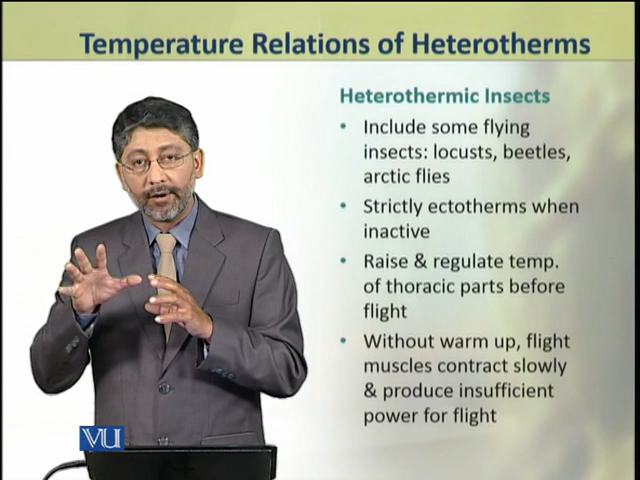 Temperature Relations of Heterotherms
Heterothermic Insects
• Include some flying
insects: locusts, beetles,
arctic flies
• Strictly ectotherms when
inactive
• Raise & regulate temp.
of thoracic parts before
flight
• Without warm up, flight
muscles contract slowly
& produce insufficient
power for flight
VU